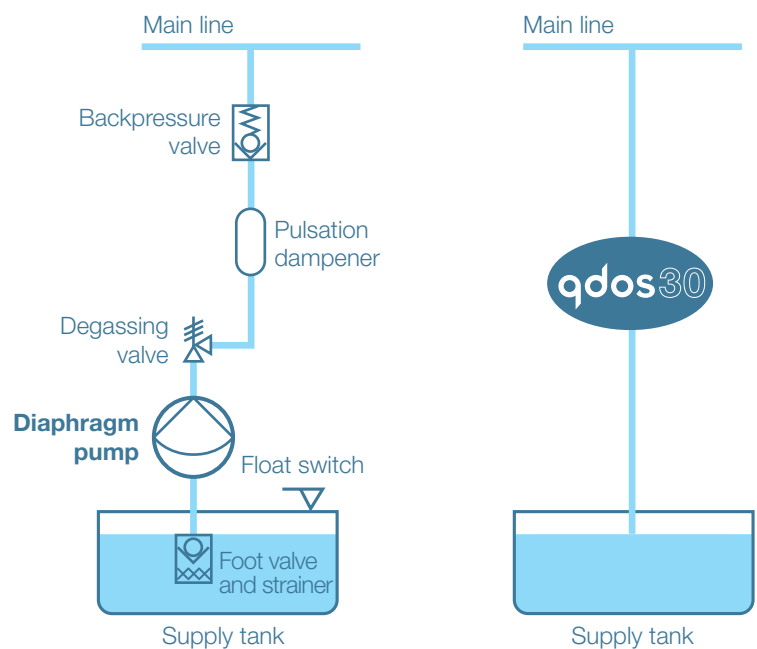 Main line
Backpressure
valve
Pulsation
dampener
Degassing
valve
Diaphragm
pump
Float switch
Foot valve
and strainer
Supply tank
Main line
qdos30
Supply tank